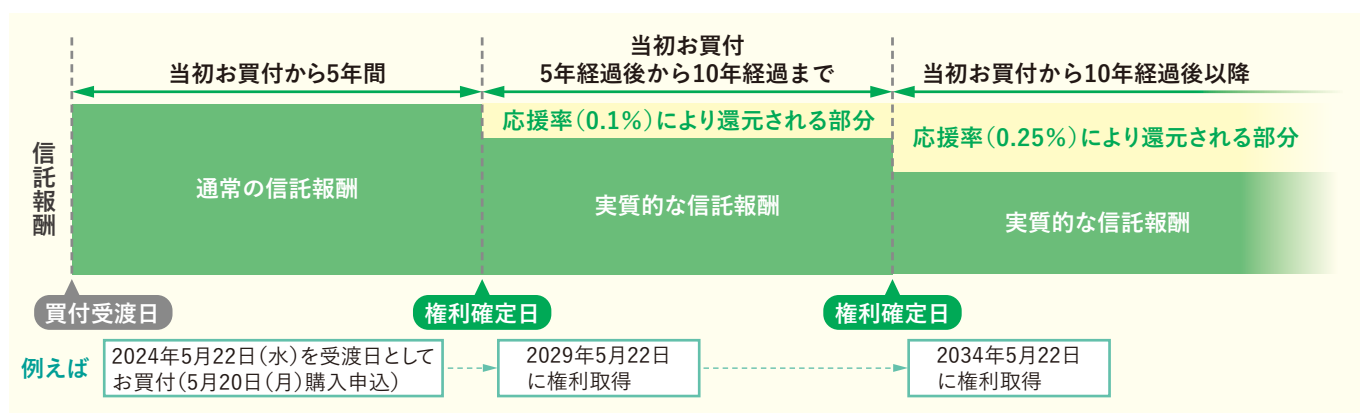 当初お買付から5年間
当初お買付
5年経過後から10年経過まで
当初お買付から10年経過後以降
信託報酬
通常の信託報酬
応援率（0.1％）により還元される部分
実質的な信託報酬
応援率（0.25％）により還元される部分
実質的な信託報酬
買付受渡日
権利確定日
権利確定日
例えば
2024年5月22日（水）を受渡日として
お買付（5月20日（月）購入申込）
2029年5月22日
に権利取得
2034年5月22日
に権利取得